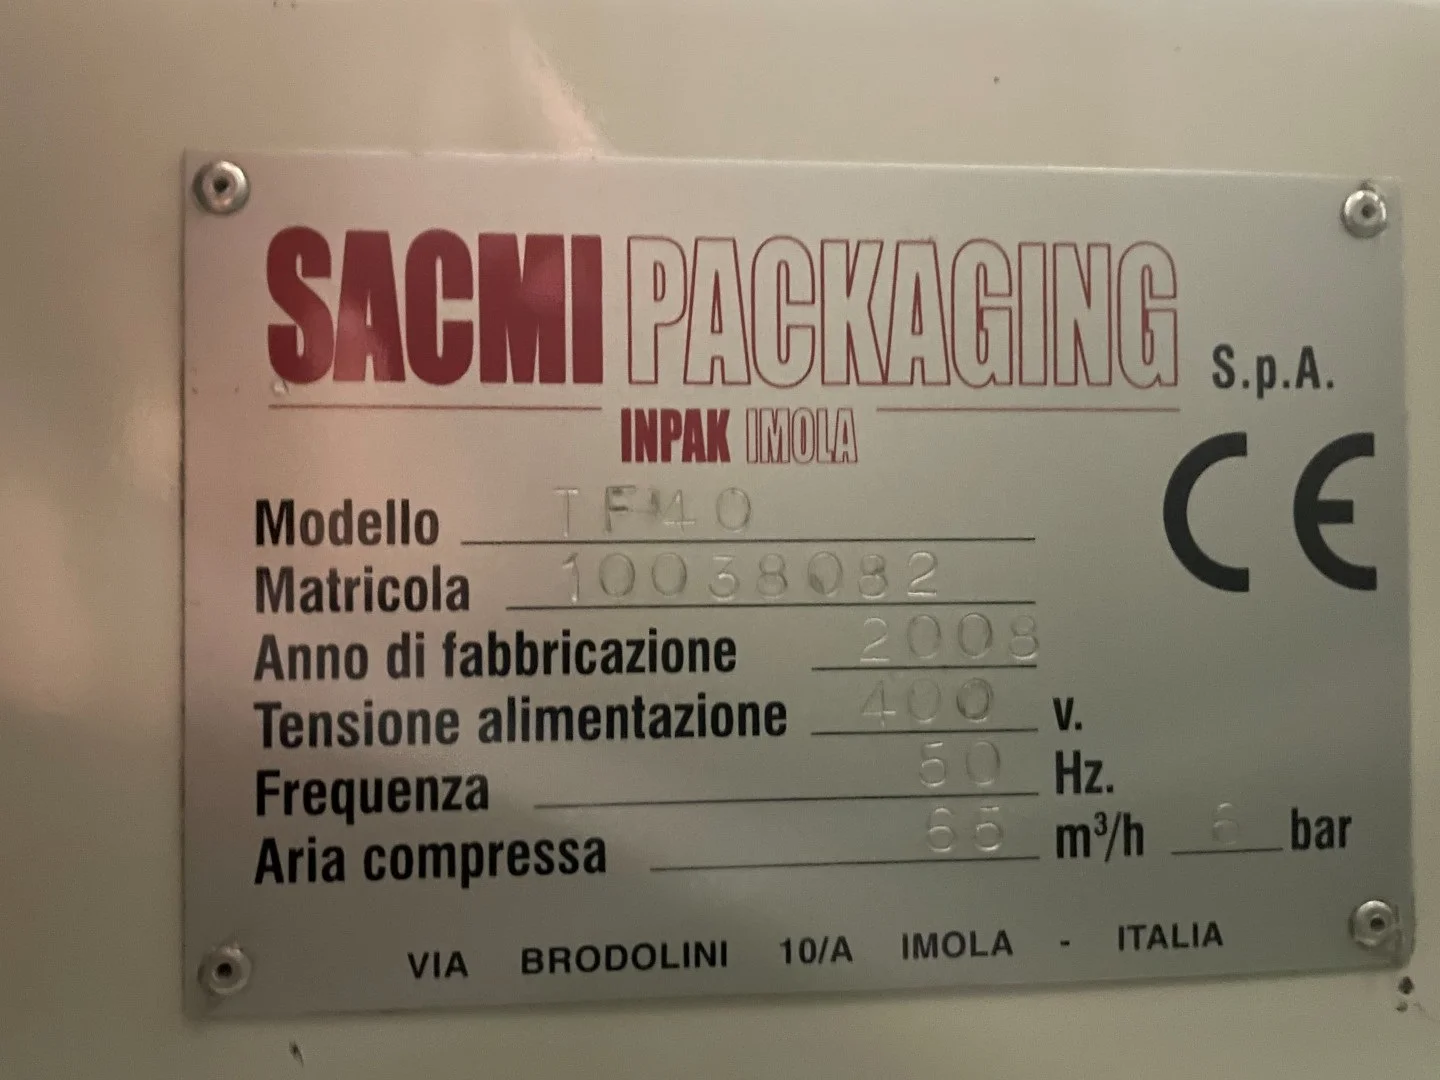 SACMI PACKAGING S.p.A.
INPAK IMOLA
CE
Modello TF40
Matricola 10038082
Anno di fabbricazione 2008
Tensione alimentazione 400 V.
Frequenza 50 Hz.
Aria compressa 65 m³/h 6 bar
VIA BRODOLINI 10/A IMOLA - ITALIA